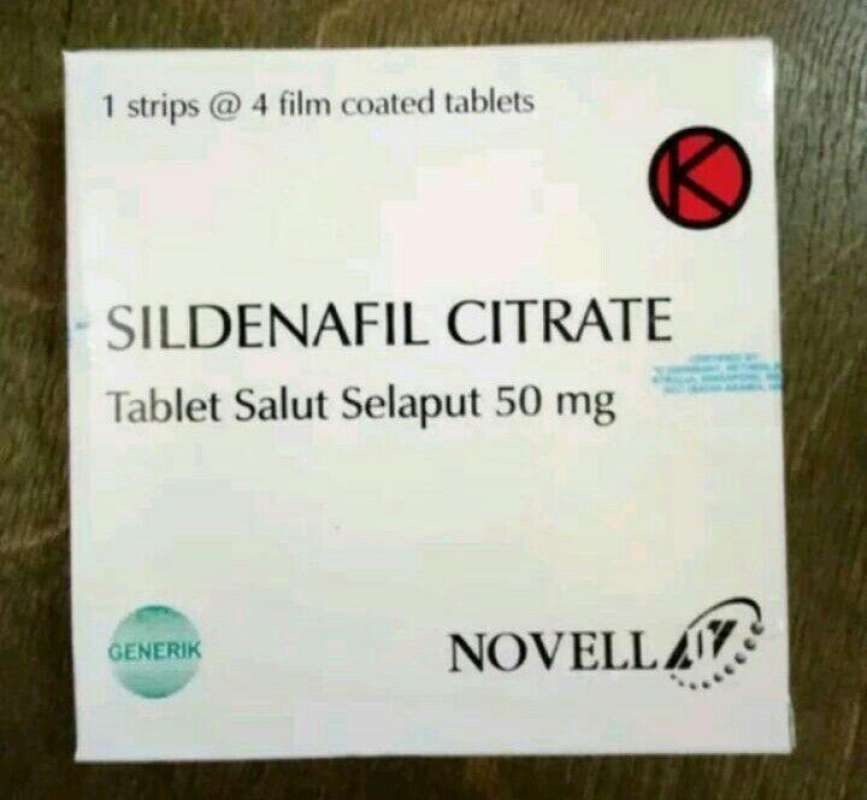 1 strips @ 4 film coated tablets
K
SILDENAFIL CITRATE
Tablet Salut Selaput 50 mg
GENERIK
NOVELL